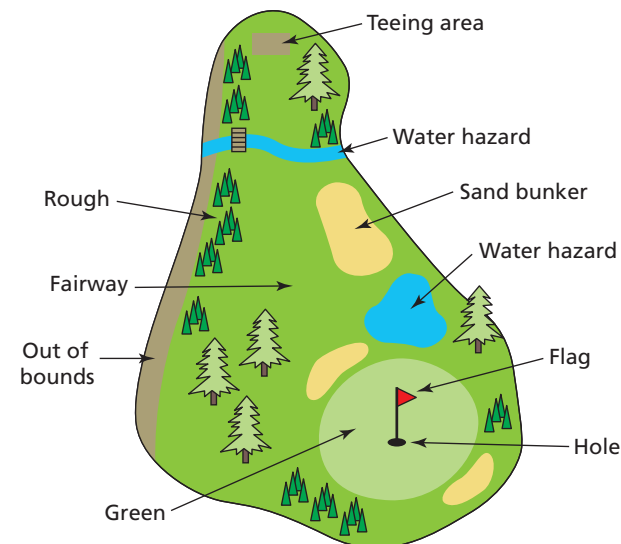 Teeing area
Water hazard
Sand bunker
Rough
Water hazard
Fairway
Out of
bounds
Flag
Hole
Green